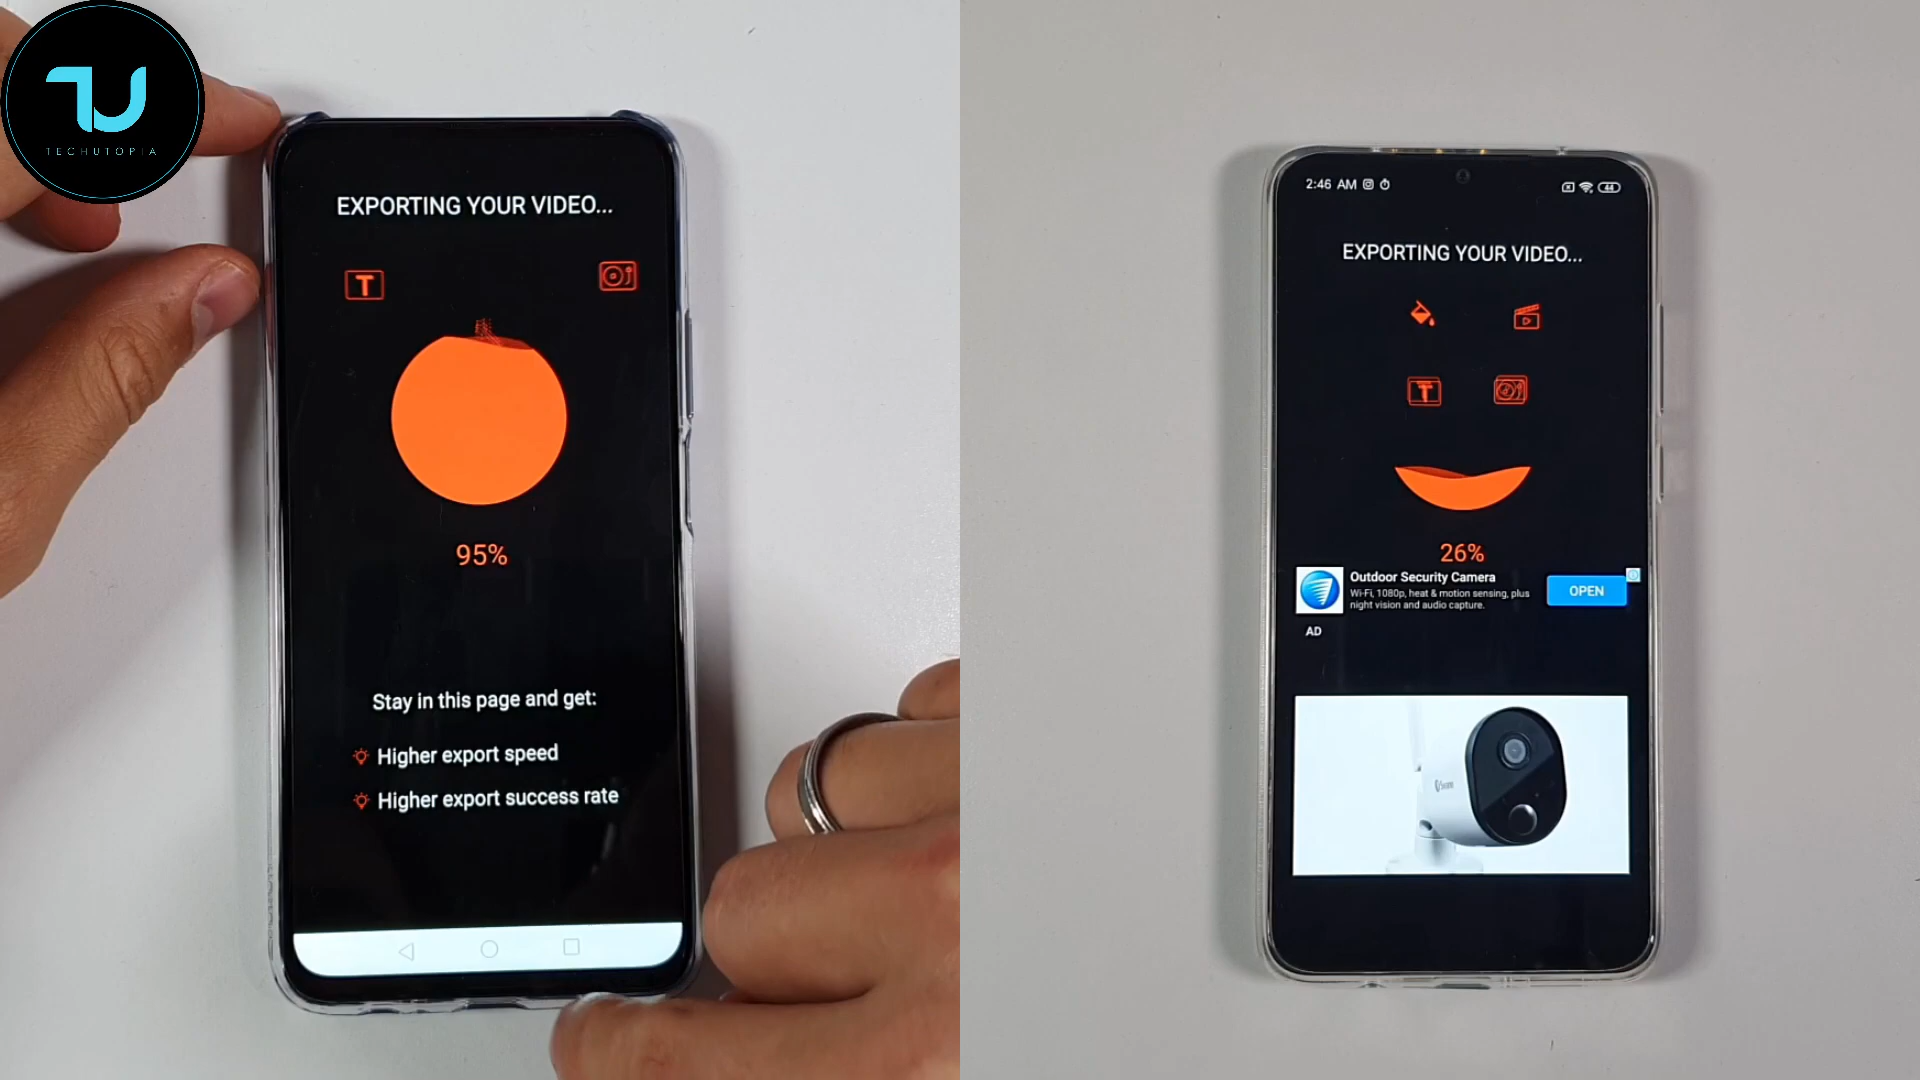 TECHUTOPIA
EXPORTING YOUR VIDEO...
T
95%
Stay in this page and get:
Higher export speed
Higher export success rate
2:46 AM
44
EXPORTING YOUR VIDEO...
T
26%
Outdoor Security Camera
Wi-Fi, 1080p, heat & motion sensing, plus
night vision and audio capture.
OPEN
AD